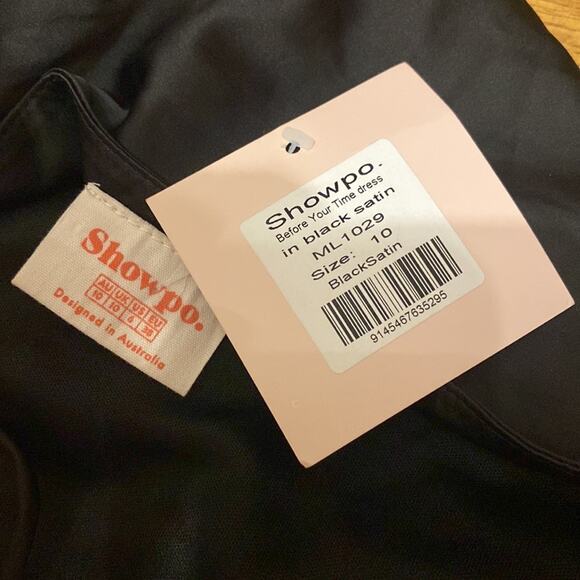 Showpo.
AU UK US EU
10 10 6 38
Designed in Australia
Showpo.
Before Your Time dress
in black satin
ML1029
Size: 10
BlackSatin
9145467635295